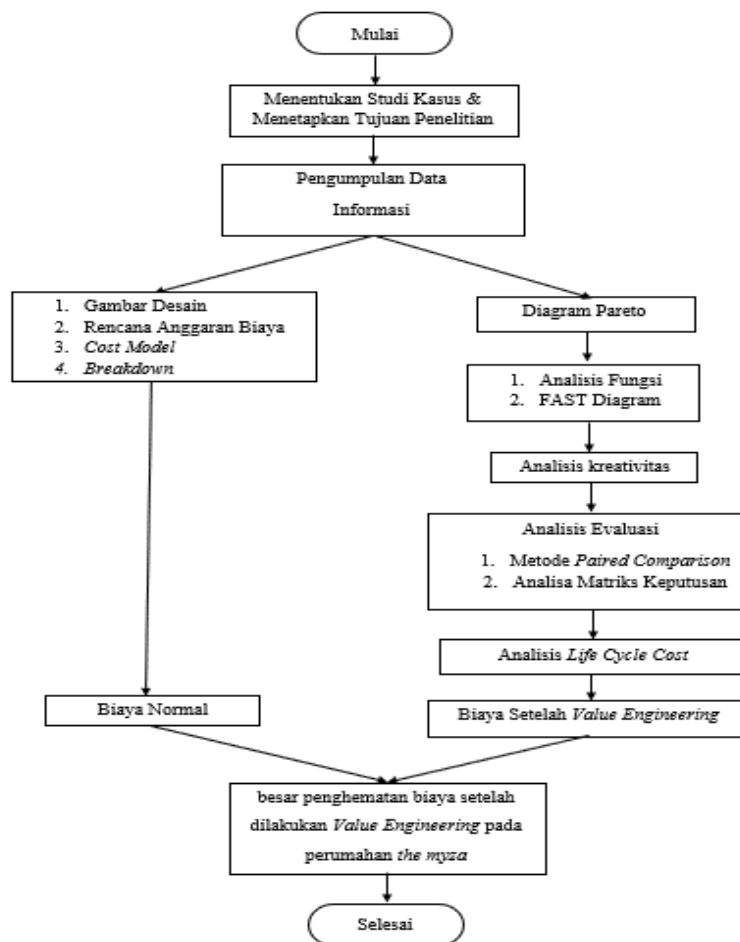 Mulai
Menentukan Studi Kasus &
Menetapkan Tujuan Penelitian
Pengumpulan Data
Informasi
1. Gambar Desain
2. Rencana Anggaran Biaya
3. Cost Model
4. Breakdown
Diagram Pareto
1. Analisis Fungsi
2. FAST Diagram
Analisis kreativitas
Analisis Evaluasi
1. Metode Paired Comparison
2. Analisa Matriks Keputusan
Analisis Life Cycle Cost
Biaya Normal
Biaya Setelah Value Engineering
besar penghematan biaya setelah
dilakukan Value Engineering pada
perumahan the myza
Selesai